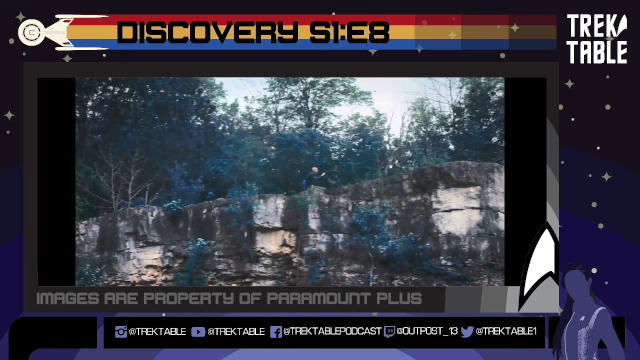 DISCOVERY S1:E8
TREK
TABLE
IMAGES ARE PROPERTY OF PARAMOUNT PLUS
@TREKTABLE @TREKTABLE @TREKTABLEPODCAST @OUTPOST_13 @TREKTABLE1